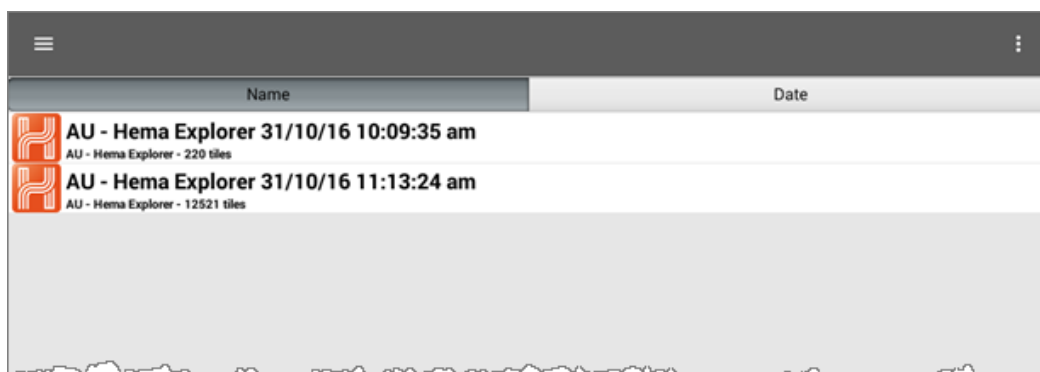 Name
Date
AU - Hema Explorer 31/10/16 10:09:35 am
AU - Hema Explorer - 220 tiles
AU - Hema Explorer 31/10/16 11:13:24 am
AU - Hema Explorer - 12521 tiles